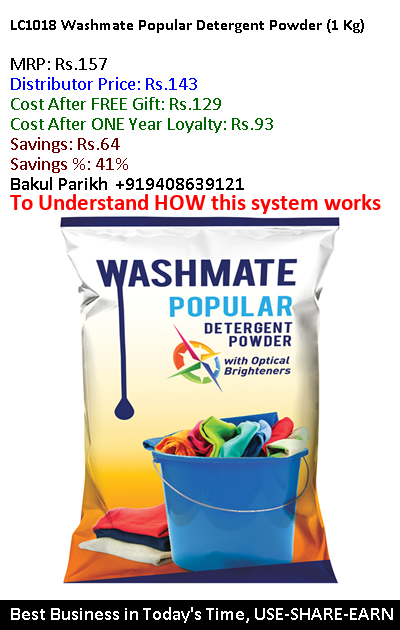 LC1018 Washmate Popular Detergent Powder (1 Kg)
MRP: Rs.157
Distributor Price: Rs.143
Cost After FREE Gift: Rs.129
Cost After ONE Year Loyalty: Rs.93
Savings: Rs.64
Savings %: 41%
Bakul Parikh +919408639121
To Understand HOW this system works
WASHMATE
POPULAR
DETERGENT
POWDER
with Optical
Brighteners
Best Business in Today's Time, USE-SHARE-EARN